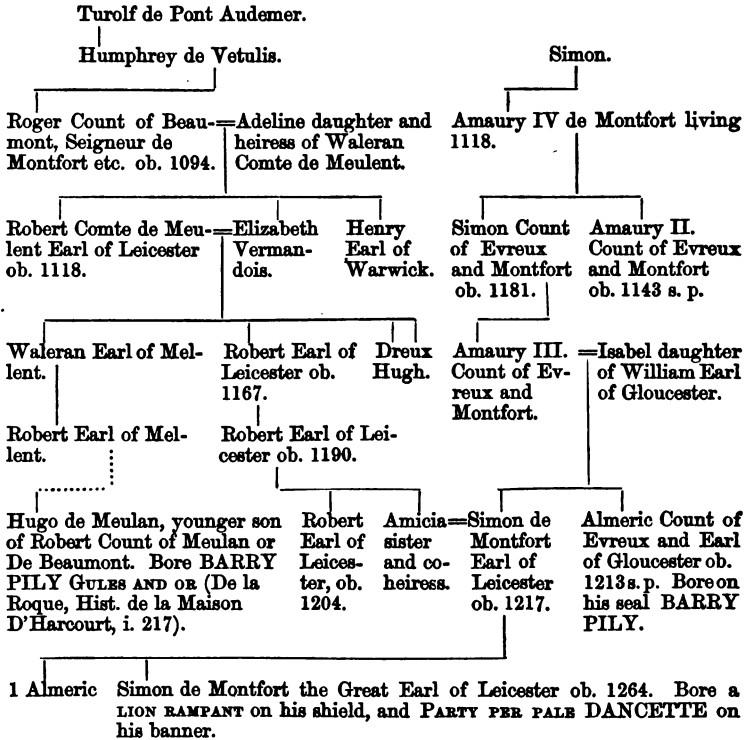 Turolf de Pont Audemer.
Humphrey de Vetulis.
Simon.
Roger Count of Beau-
mont, Seigneur de
Montfort etc. ob. 1094.
=Adeline daughter and
heiress of Waleran
Comte de Meulent.
Amaury IV de Montfort living
1118.
Robert Comte de Meu-
lent Earl of Leicester
ob. 1118.
=Elizabeth
Verman-
dois.
Henry
Earl of
Warwick.
Simon Count
of Evreux
and Montfort
ob. 1181.
Amaury II.
Count of Evreux
and Montfort
ob. 1143 s. p.
Waleran Earl of Mel-
lent.
Robert Earl of
Leicester ob.
1167.
Dreux
Hugh.
Amaury III.
Count of Ev-
reux and
Montfort.
=Isabel daughter
of William Earl
of Gloucester.
Robert Earl of Mel-
lent.
Robert Earl of Lei-
cester ob. 1190.
Hugo de Meulan, younger son
of Robert Count of Meulan or
De Beaumont. Bore BARRY
PILY GULES AND OR (De la
Roque, Hist. de la Maison
D'Harcourt, i. 217).
Robert
Earl of
Leices-
ter, ob.
1204.
Amicia=
sister
and co-
heiress.
Simon de
Montfort
Earl of
Leicester
ob. 1217.
Almeric Count of
Evreux and Earl
of Gloucester ob.
1213 s. p. Bore on
his seal BARRY
PILY.
1 Almeric
Simon de Montfort the Great Earl of Leicester ob. 1264. Bore a
LION RAMPANT on his shield, and PARTY PER PALE DANCETTE on
his banner.